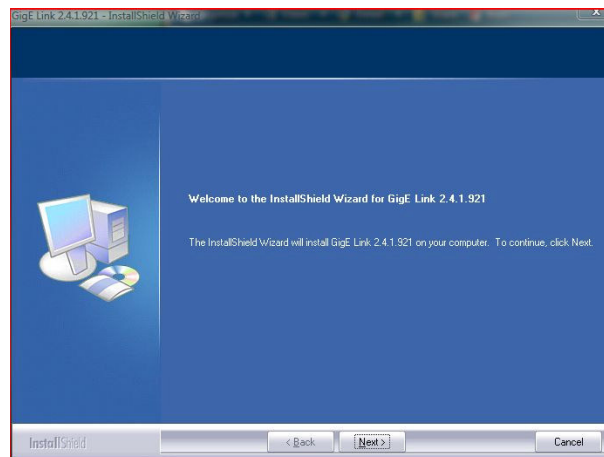 GigE Link 2.4.1.921 - InstallShield Wizard
Welcome to the InstallShield Wizard for GigE Link 2.4.1.921
The InstallShield Wizard will install GigE Link 2.4.1.921 on your computer. To continue, click Next.
InstallShield
< Back
Next >
Cancel